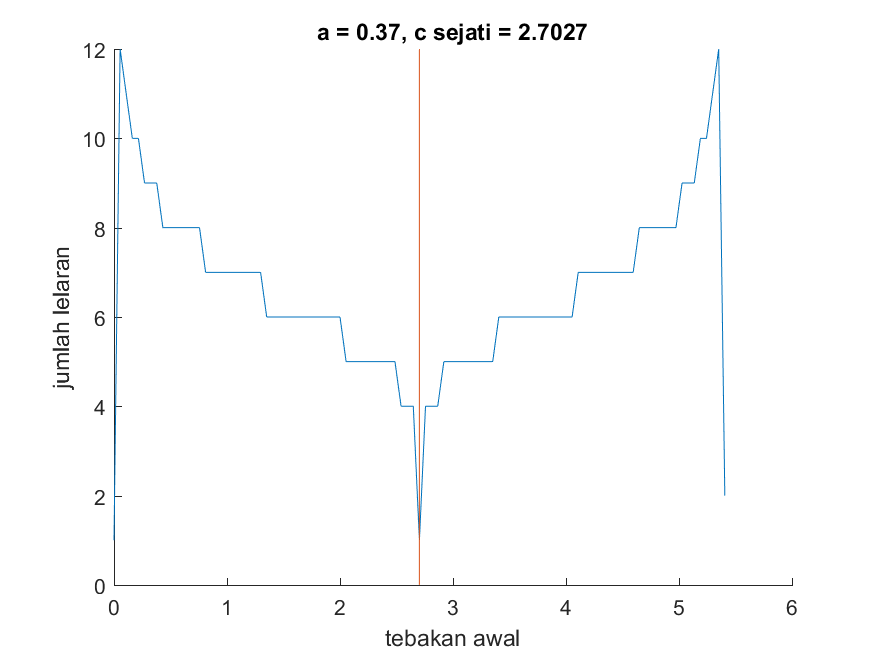 a = 0.37, c sejati = 2.7027
12
10
8
6
4
2
0
jumlah lelaran
0 1 2 3 4 5 6
tebakan awal